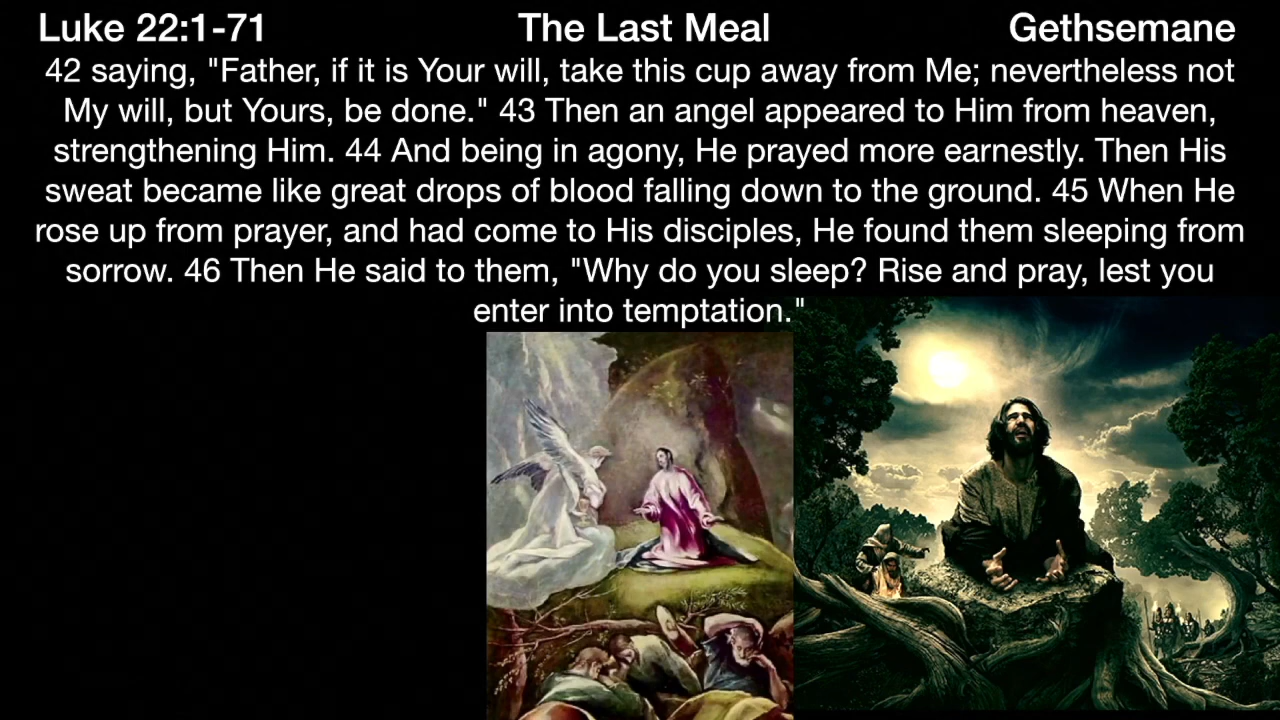 Luke 22:1-71 The Last Meal Gethsemane
42 saying, "Father, if it is Your will, take this cup away from Me; nevertheless not
My will, but Yours, be done." 43 Then an angel appeared to Him from heaven,
strengthening Him. 44 And being in agony, He prayed more earnestly. Then His
sweat became like great drops of blood falling down to the ground. 45 When He
rose up from prayer, and had come to His disciples, He found them sleeping from
sorrow. 46 Then He said to them, "Why do you sleep? Rise and pray, lest you
enter into temptation."